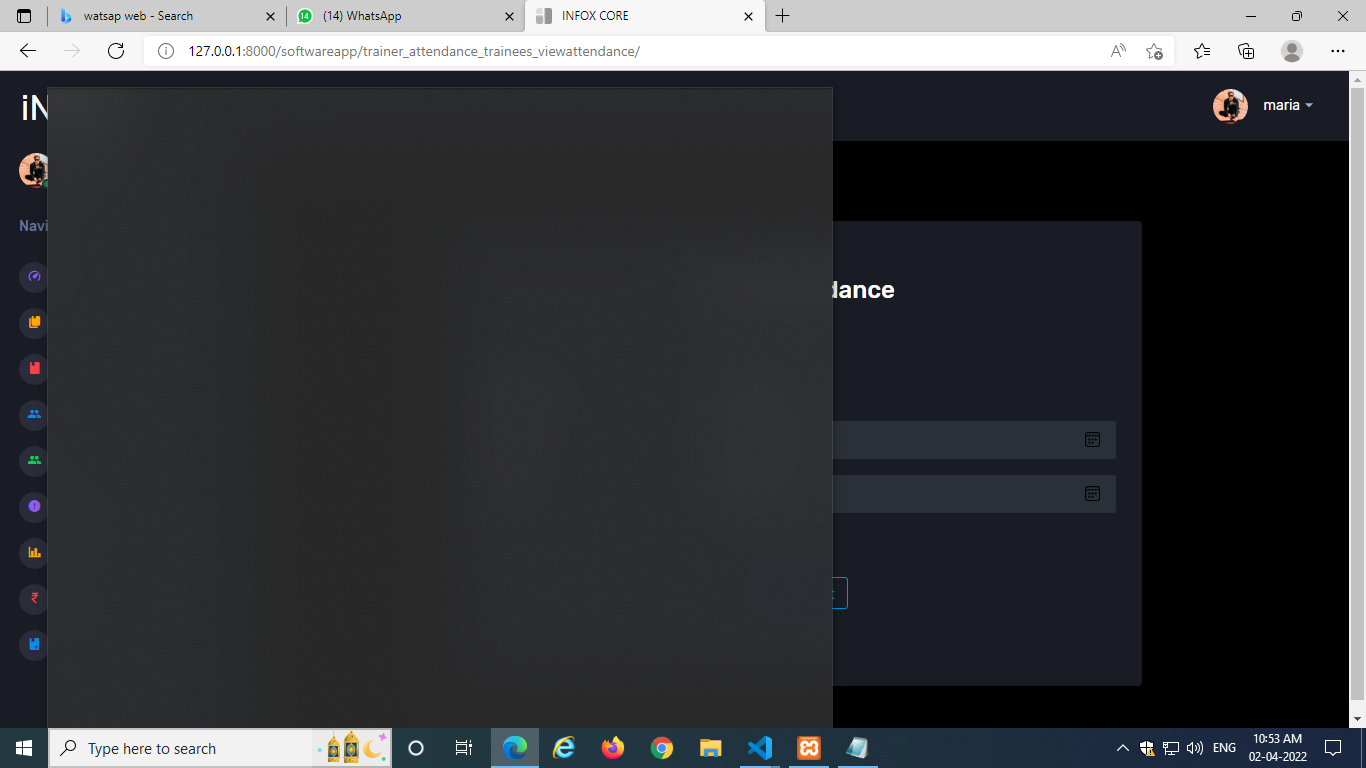 watsap web - Search
(14) WhatsApp
INFOX CORE
127.0.0.1:8000/softwareapp/trainer_attendance_trainees_viewattendance/
iN
maria
Navi
dance
Type here to search
ENG
10:53 AM
02-04-2022